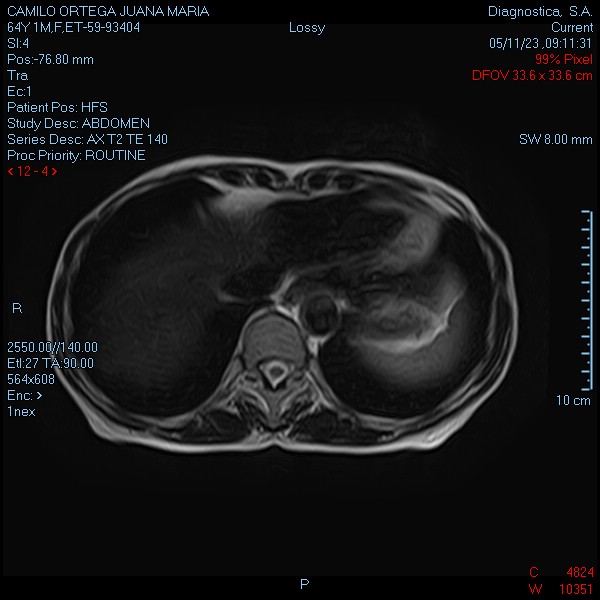 CAMILO ORTEGA JUANA MARIA
64Y 1M,F,ET-59-93404
Sl:4
Pos:-76.80 mm
Tra
Ec:1
Patient Pos: HFS
Study Desc: ABDOMEN
Series Desc: AX T2 TE 140
Proc Priority: ROUTINE
< 12 - 4 >
Lossy
Diagnostica, S.A.
Current
05/11/23 ,09:11:31
99% Pixel
DFOV 33.6 x 33.6 cm
SW 8.00 mm
R
2550.00//140.00
Etl:27 TA:90.00
564x608
Enc: >
1nex
10 cm
P
C 4824
W 10351